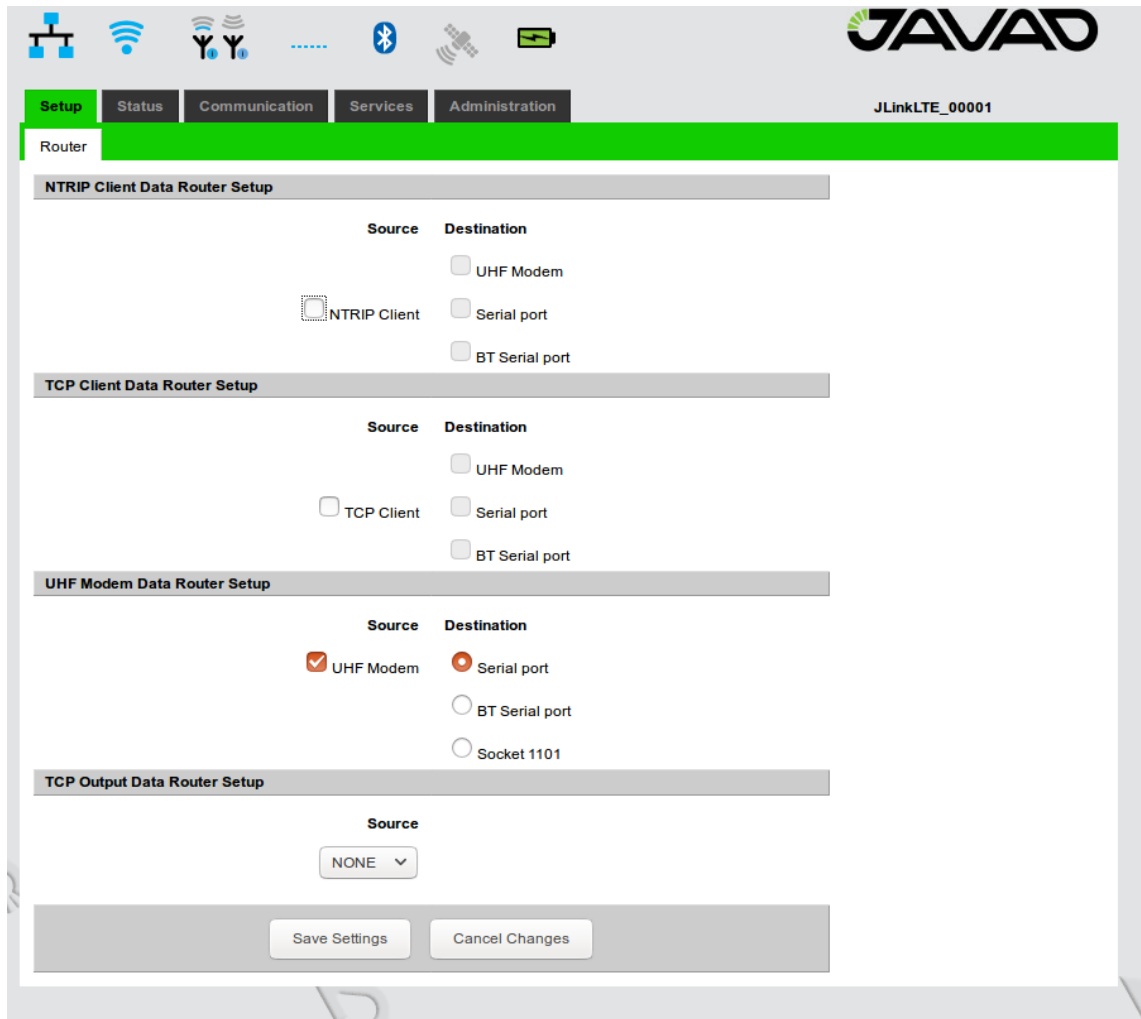 JAVAD
Setup Status Communication Services Administration JLinkLTE_00001
Router
NTRIP Client Data Router Setup
Source Destination
UHF Modem
NTRIP Client Serial port
BT Serial port
TCP Client Data Router Setup
Source Destination
UHF Modem
TCP Client Serial port
BT Serial port
UHF Modem Data Router Setup
Source Destination
UHF Modem Serial port
BT Serial port
Socket 1101
TCP Output Data Router Setup
Source
NONE
Save Settings Cancel Changes